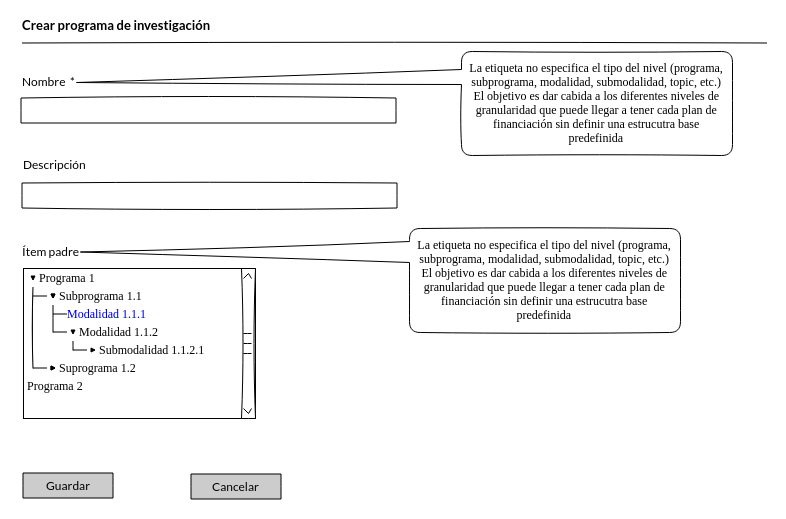 Crear programa de investigación
Nombre *
La etiqueta no especifica el tipo del nivel (programa,
subprograma, modalidad, submodalidad, topic, etc.)
El objetivo es dar cabida a los diferentes niveles de
granularidad que puede llegar a tener cada plan de
financiación sin definir una estrucutra base
predefinida
Descripción
Ítem padre
La etiqueta no especifica el tipo del nivel (programa,
subprograma, modalidad, submodalidad, topic, etc.)
El objetivo es dar cabida a los diferentes niveles de
granularidad que puede llegar a tener cada plan de
financiación sin definir una estrucutra base
predefinida
Programa 1
Subprograma 1.1
Modalidad 1.1.1
Modalidad 1.1.2
Submodalidad 1.1.2.1
Suprograma 1.2
Programa 2
Guardar
Cancelar